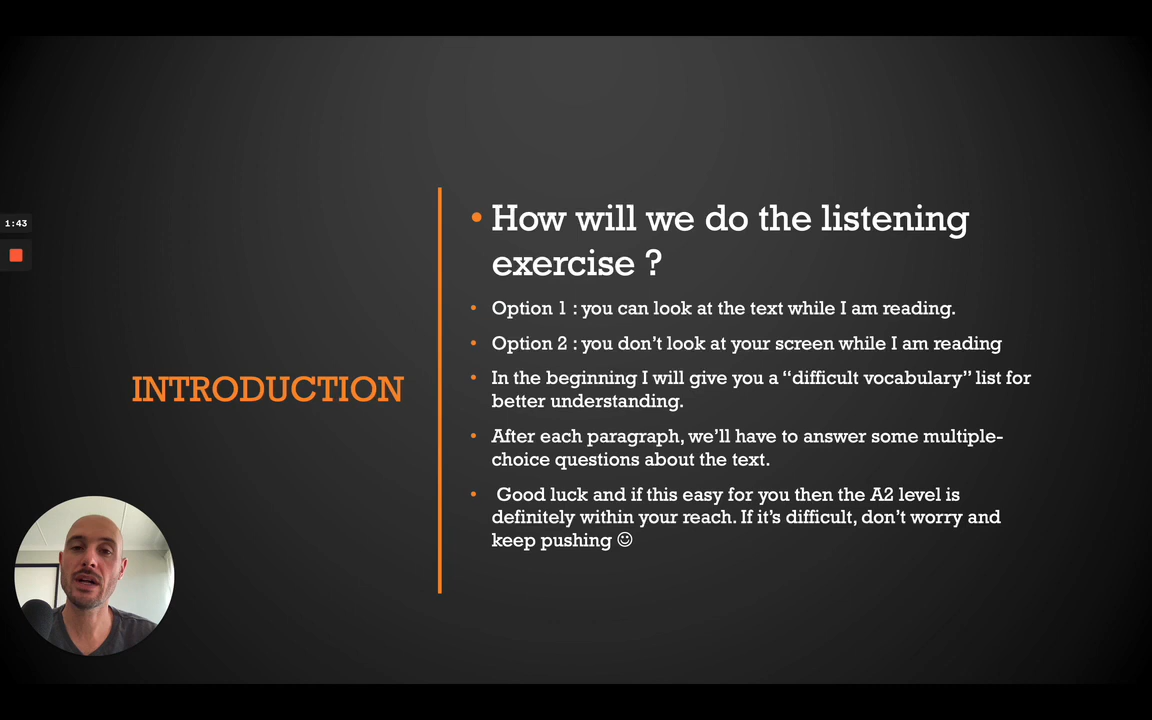 1:43
INTRODUCTION
• How will we do the listening
exercise ?
• Option 1 : you can look at the text while I am reading.
• Option 2 : you don’t look at your screen while I am reading
• In the beginning I will give you a “difficult vocabulary” list for
better understanding.
• After each paragraph, we’ll have to answer some multiple-
choice questions about the text.
• Good luck and if this easy for you then the A2 level is
definitely within your reach. If it’s difficult, don’t worry and
keep pushing ☺